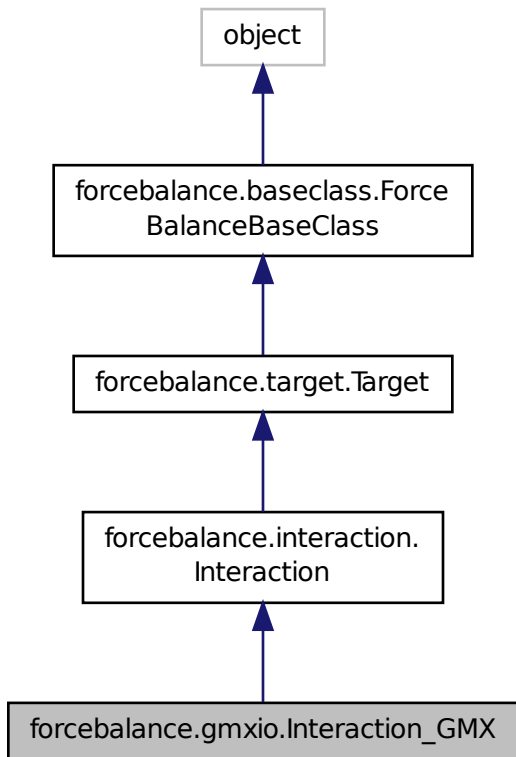 object
forcebalance.baseclass.Force
BalanceBaseClass
forcebalance.target.Target
forcebalance.interaction.
Interaction
forcebalance.gmxio.Interaction_GMX